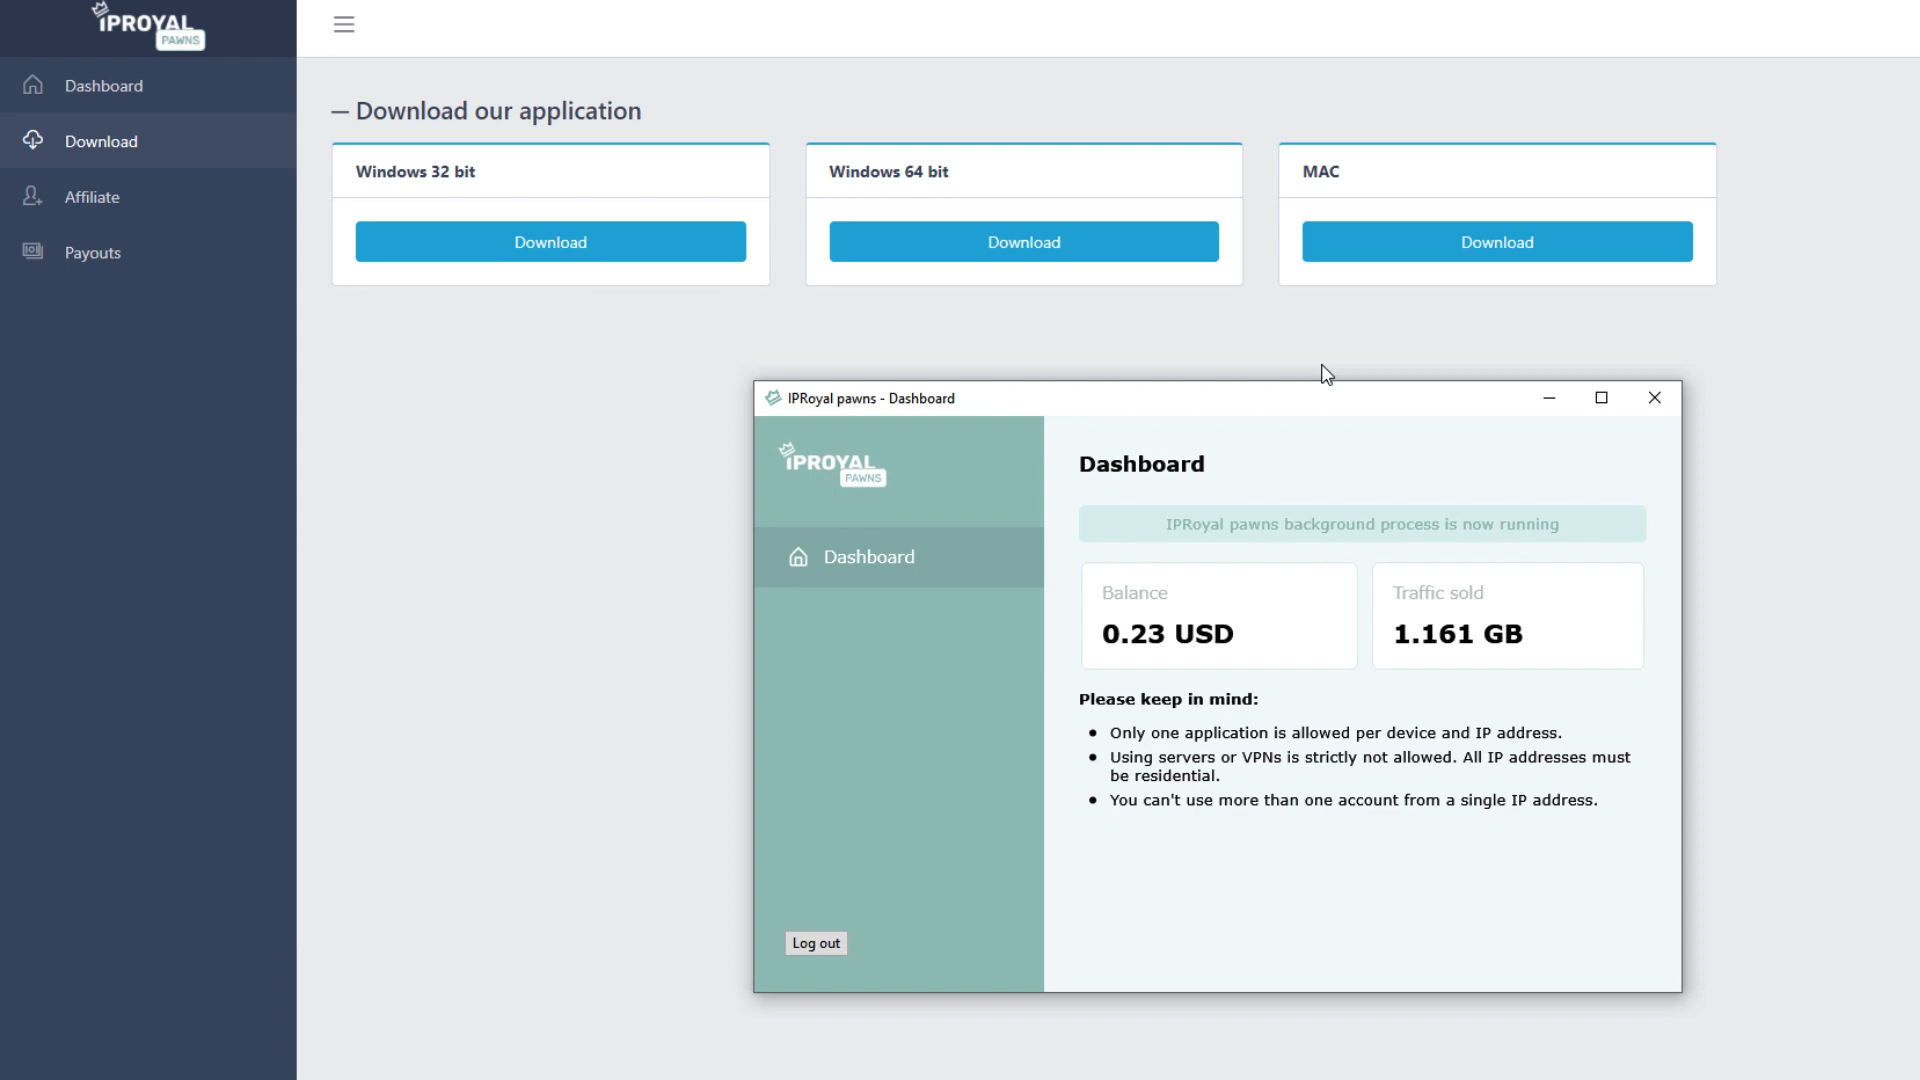 IPROYAL
PAWNS
Dashboard
Download
Affiliate
Payouts
— Download our application
Windows 32 bit
Download
Windows 64 bit
Download
MAC
Download
IPRoyal pawns - Dashboard
IPROYAL
PAWNS
Dashboard
Log out
Dashboard
IPRoyal pawns background process is now running
Balance
0.23 USD
Traffic sold
1.161 GB
Please keep in mind:
• Only one application is allowed per device and IP address.
• Using servers or VPNs is strictly not allowed. All IP addresses must
be residential.
• You can't use more than one account from a single IP address.